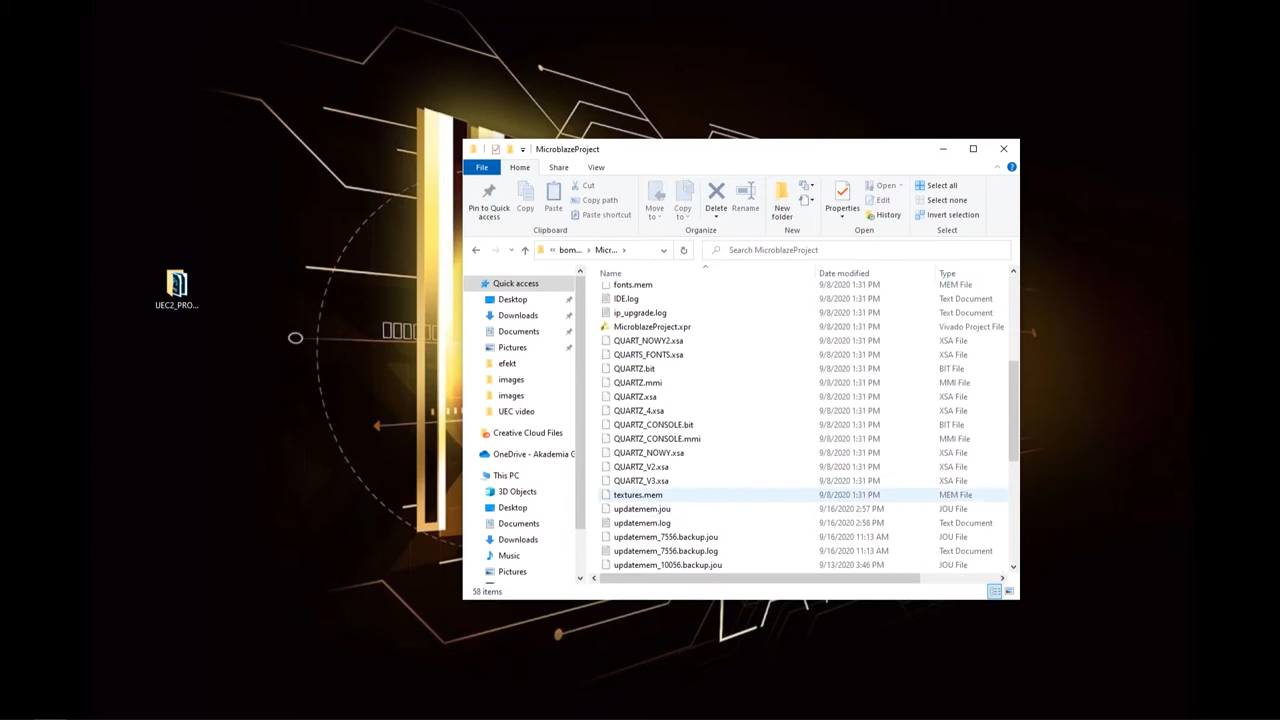 MicroblazeProject
File Home Share View
Pin to Quick access
Copy
Paste
Cut
Copy path
Paste shortcut
Move to
Copy to
Delete
Rename
New folder
Properties
Open
Edit
History
Select all
Select none
Invert selection
Clipboard Organize New Open Select
« bom... › Micr... › Search MicroblazeProject
Name Date modified Type
fonts.mem 9/8/2020 1:31 PM MEM File
IDE.log 9/8/2020 1:31 PM Text Document
ip_upgrade.log 9/8/2020 1:31 PM Text Document
MicroblazeProject.xpr 9/8/2020 1:31 PM Vivado Project File
QUART_NOWY2.xsa 9/8/2020 1:31 PM XSA File
QUARTS_FONTS.xsa 9/8/2020 1:31 PM XSA File
QUARTZ.bit 9/8/2020 1:31 PM BIT File
QUARTZ.mmi 9/8/2020 1:31 PM MMI File
QUARTZ.xsa 9/8/2020 1:31 PM XSA File
QUARTZ_4.xsa 9/8/2020 1:31 PM XSA File
QUARTZ_CONSOLE.bit 9/8/2020 1:31 PM BIT File
QUARTZ_CONSOLE.mmi 9/8/2020 1:31 PM MMI File
QUARTZ_NOWY.xsa 9/8/2020 1:31 PM XSA File
QUARTZ_V2.xsa 9/8/2020 1:31 PM XSA File
QUARTZ_V3.xsa 9/8/2020 1:31 PM XSA File
textures.mem 9/8/2020 1:31 PM MEM File
updatemem.jou 9/16/2020 2:57 PM JOU File
updatemem.log 9/16/2020 2:58 PM Text Document
updatemem_7556.backup.jou 9/16/2020 11:13 AM JOU File
updatemem_7556.backup.log 9/16/2020 11:13 AM Text Document
updatemem_10056.backup.jou 9/13/2020 3:46 PM JOU File
Quick access
Desktop
Downloads
Documents
Pictures
efekt
images
images
UEC video
Creative Cloud Files
OneDrive - Akademia G
This PC
3D Objects
Desktop
Documents
Downloads
Music
Pictures
58 items
UEC2_PRO...